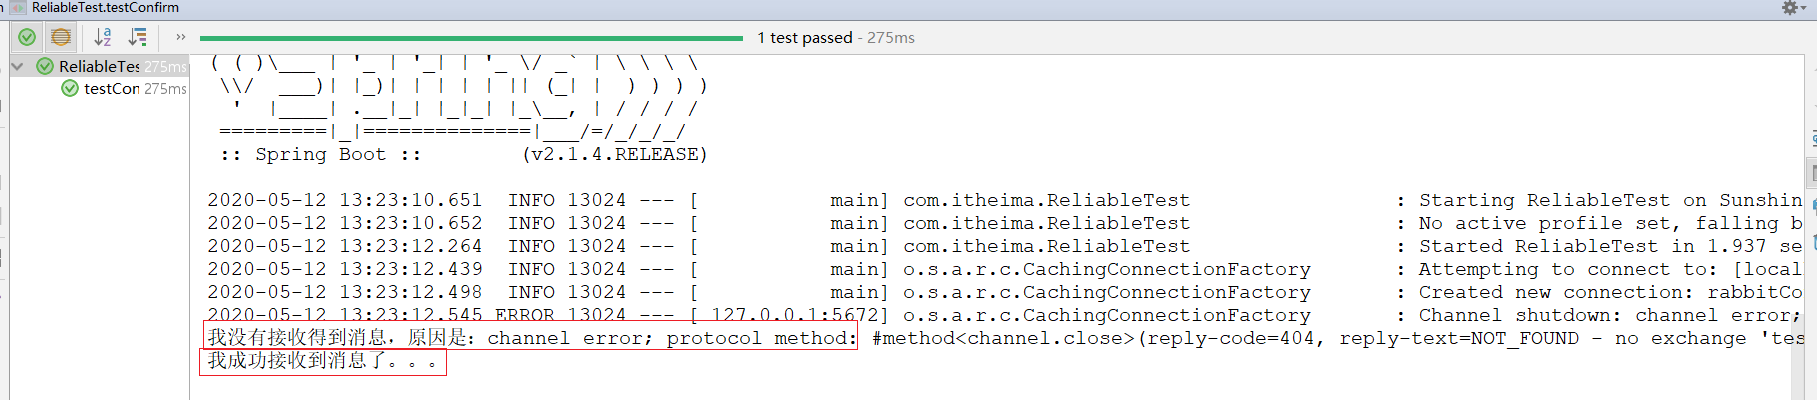 ReliableTest.testConfirm
1 test passed - 275ms
ReliableTes 275ms
testCon 275ms
( ( )\___ | '_ | '_| | '_ \/ _` | \ \ \ \
\\/  ___)| |_)| | | | | || (_| |  ) ) ) )
'  |____| .__|_| |_|_| |_\__, | / / / /
=========|_|==============|___/=/_/_/_/
:: Spring Boot ::        (v2.1.4.RELEASE)
2020-05-12 13:23:10.651  INFO 13024 --- [           main] com.itheima.ReliableTest                 : Starting ReliableTest on Sunshin
2020-05-12 13:23:10.652  INFO 13024 --- [           main] com.itheima.ReliableTest                 : No active profile set, falling b
2020-05-12 13:23:12.264  INFO 13024 --- [           main] com.itheima.ReliableTest                 : Started ReliableTest in 1.937 se
2020-05-12 13:23:12.439  INFO 13024 --- [           main] o.s.a.r.c.CachingConnectionFactory       : Attempting to connect to: [local
2020-05-12 13:23:12.498  INFO 13024 --- [           main] o.s.a.r.c.CachingConnectionFactory       : Created new connection: rabbitCo
2020-05-12 13:23:12.545 ERROR 13024 --- [ 127.0.0.1:5672] o.s.a.r.c.CachingConnectionFactory       : Channel shutdown: channel error;
我没有接收得到消息，原因是：channel error; protocol method: #method<channel.close>(reply-code=404, reply-text=NOT_FOUND - no exchange 'tes
我成功接收到消息了。。。